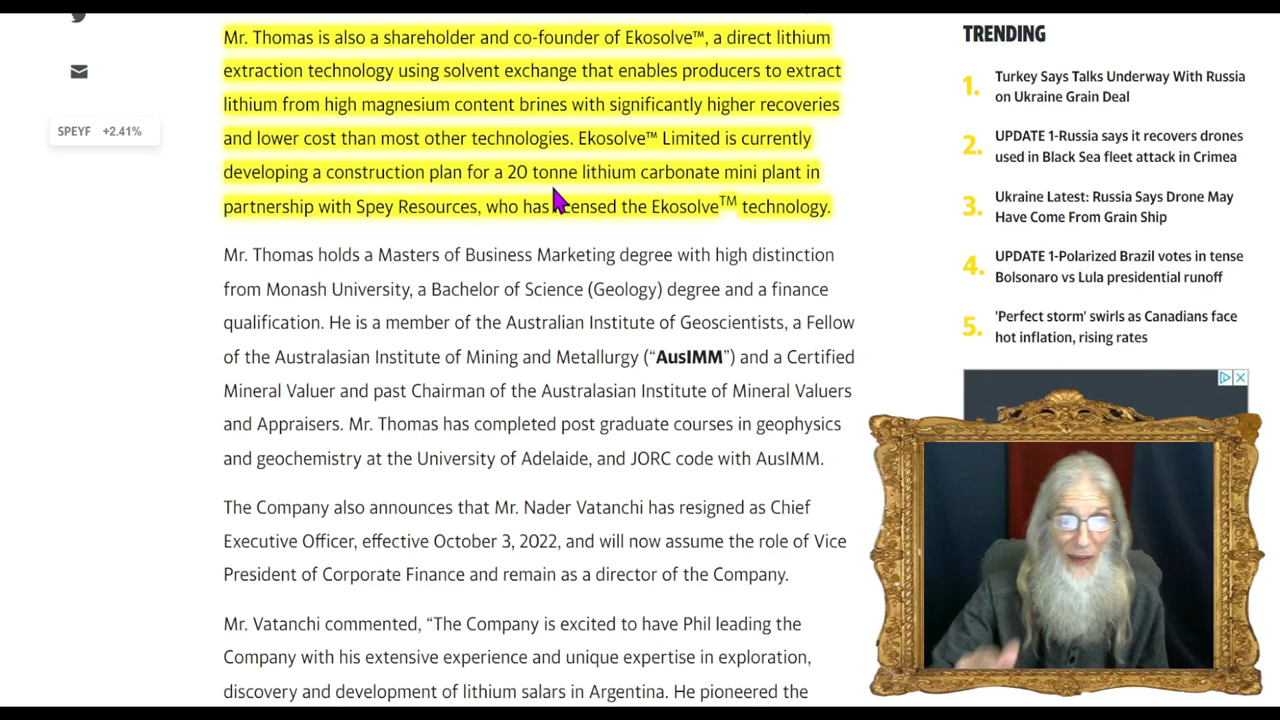 Mr. Thomas is also a shareholder and co-founder of Ekosolve™, a direct lithium
extraction technology using solvent exchange that enables producers to extract
lithium from high magnesium content brines with significantly higher recoveries
and lower cost than most other technologies. Ekosolve™ Limited is currently
developing a construction plan for a 20 tonne lithium carbonate mini plant in
partnership with Spey Resources, who has licensed the Ekosolve™ technology.
SPEYF +2.41%
Mr. Thomas holds a Masters of Business Marketing degree with high distinction
from Monash University, a Bachelor of Science (Geology) degree and a finance
qualification. He is a member of the Australian Institute of Geoscientists, a Fellow
of the Australasian Institute of Mining and Metallurgy (“AusIMM”) and a Certified
Mineral Valuer and past Chairman of the Australasian Institute of Mineral Valuers
and Appraisers. Mr. Thomas has completed post graduate courses in geophysics
and geochemistry at the University of Adelaide, and JORC code with AusIMM.
The Company also announces that Mr. Nader Vatanchi has resigned as Chief
Executive Officer, effective October 3, 2022, and will now assume the role of Vice
President of Corporate Finance and remain as a director of the Company.
Mr. Vatanchi commented, “The Company is excited to have Phil leading the
Company with his extensive experience and unique expertise in exploration,
discovery and development of lithium salars in Argentina. He pioneered the
TRENDING
1. Turkey Says Talks Underway With Russia
on Ukraine Grain Deal
2. UPDATE 1-Russia says it recovers drones
used in Black Sea fleet attack in Crimea
3. Ukraine Latest: Russia Says Drone May
Have Come From Grain Ship
4. UPDATE 1-Polarized Brazil votes in tense
Bolsonaro vs Lula presidential runoff
5. 'Perfect storm' swirls as Canadians face
hot inflation, rising rates